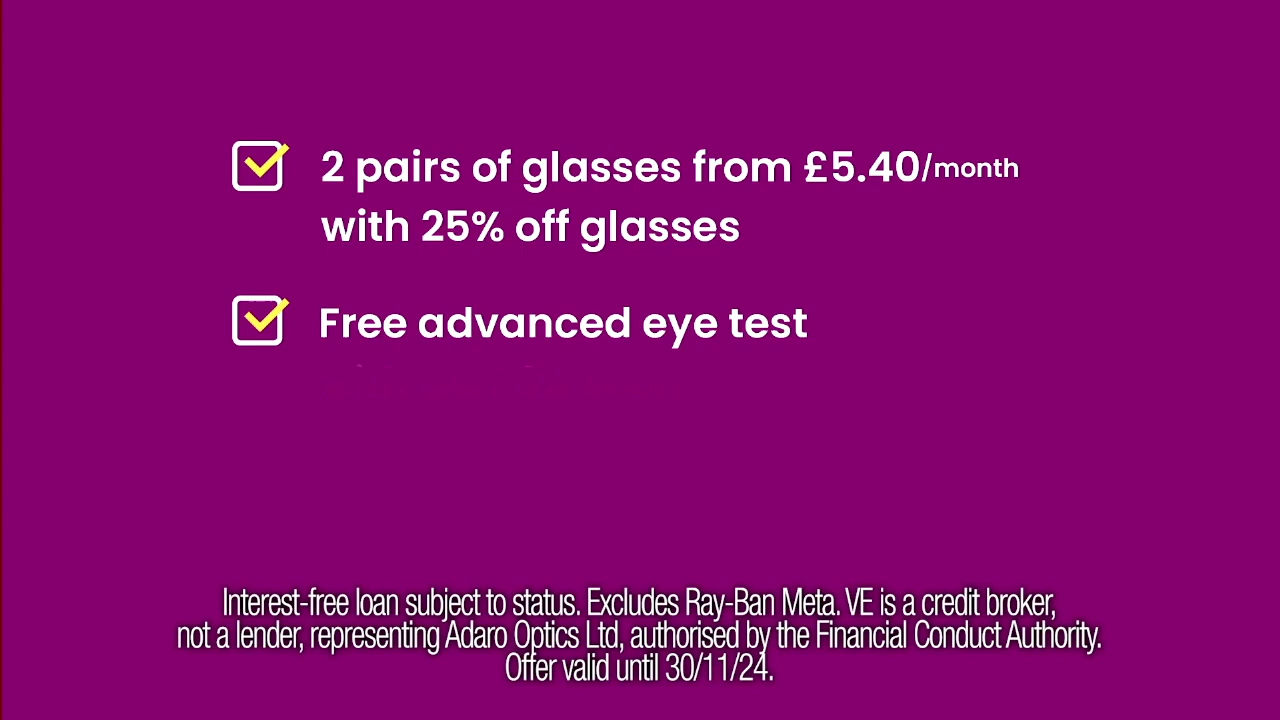 2 pairs of glasses from £5.40/month
with 25% off glasses
Free advanced eye test
Interest-free loan subject to status. Excludes Ray-Ban Meta. VE is a credit broker,
not a lender, representing Adaro Optics Ltd, authorised by the Financial Conduct Authority.
Offer valid until 30/11/24.